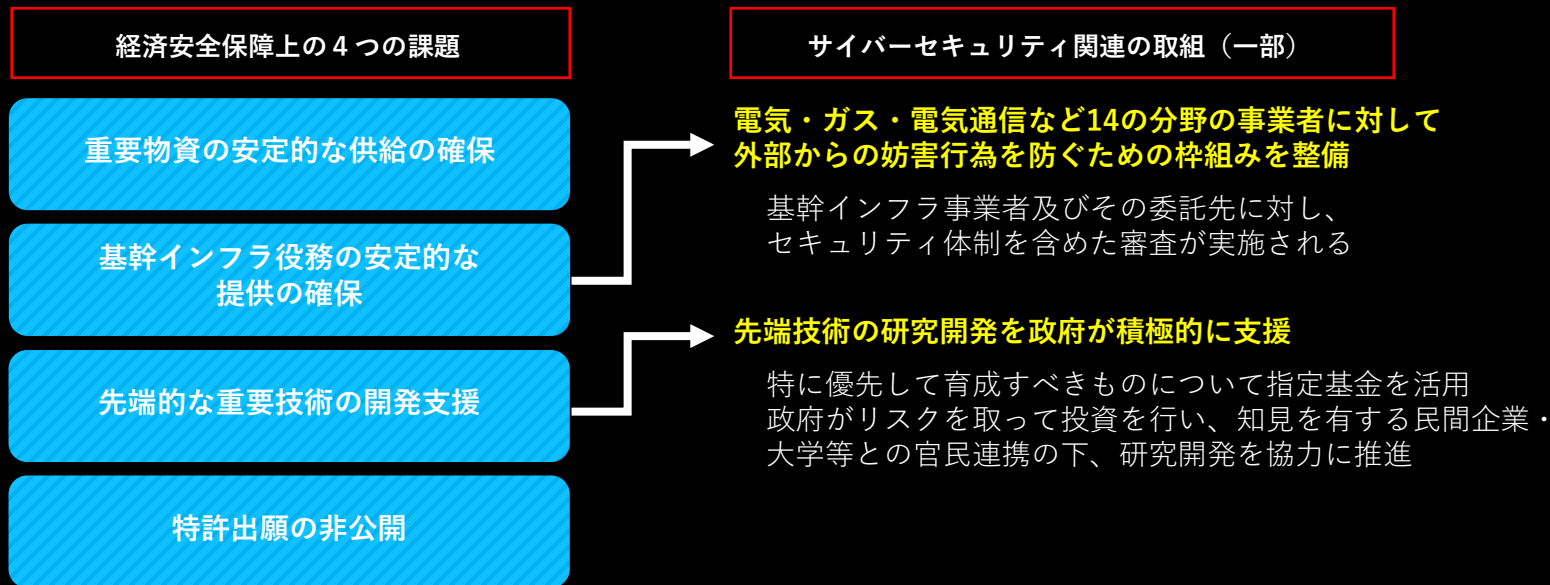 経済安全保障上の４つの課題
重要物資の安定的な供給の確保
基幹インフラ役務の安定的な
提供の確保
先端的な重要技術の開発支援
特許出願の非公開
サイバーセキュリティ関連の取組（一部）
電気・ガス・電気通信など14の分野の事業者に対して
外部からの妨害行為を防ぐための枠組みを整備
基幹インフラ事業者及びその委託先に対し、
セキュリティ体制を含めた審査が実施される
先端技術の研究開発を政府が積極的に支援
特に優先して育成すべきものについて指定基金を活用
政府がリスクを取って投資を行い、知見を有する民間企業・
大学等との官民連携の下、研究開発を協力に推進